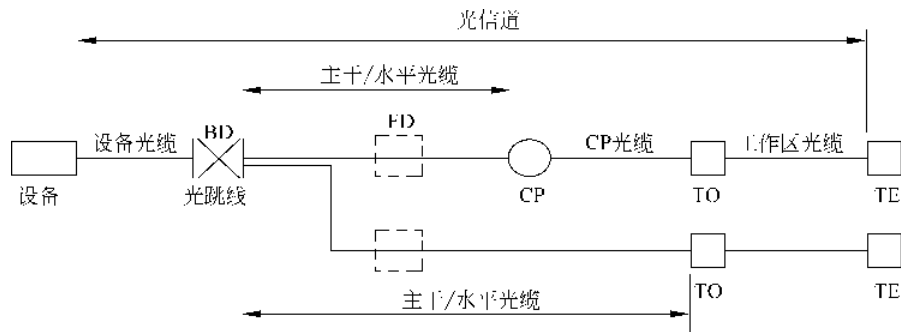 光信道
主干/水平光缆
设备光缆
BD
FD
CP光缆
工作区光缆
设备
光跳线
CP
TO
TE
主干/水平光缆
TO
TE